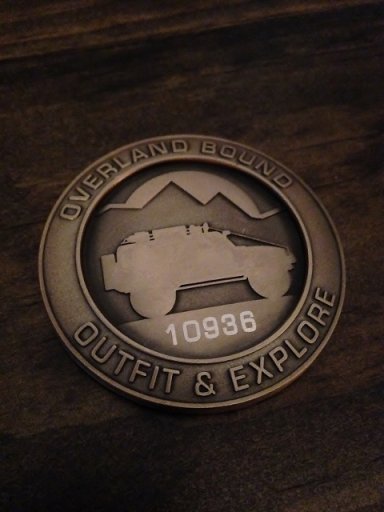 OVERLAND BOUND
10936
OUTFIT & EXPLORE